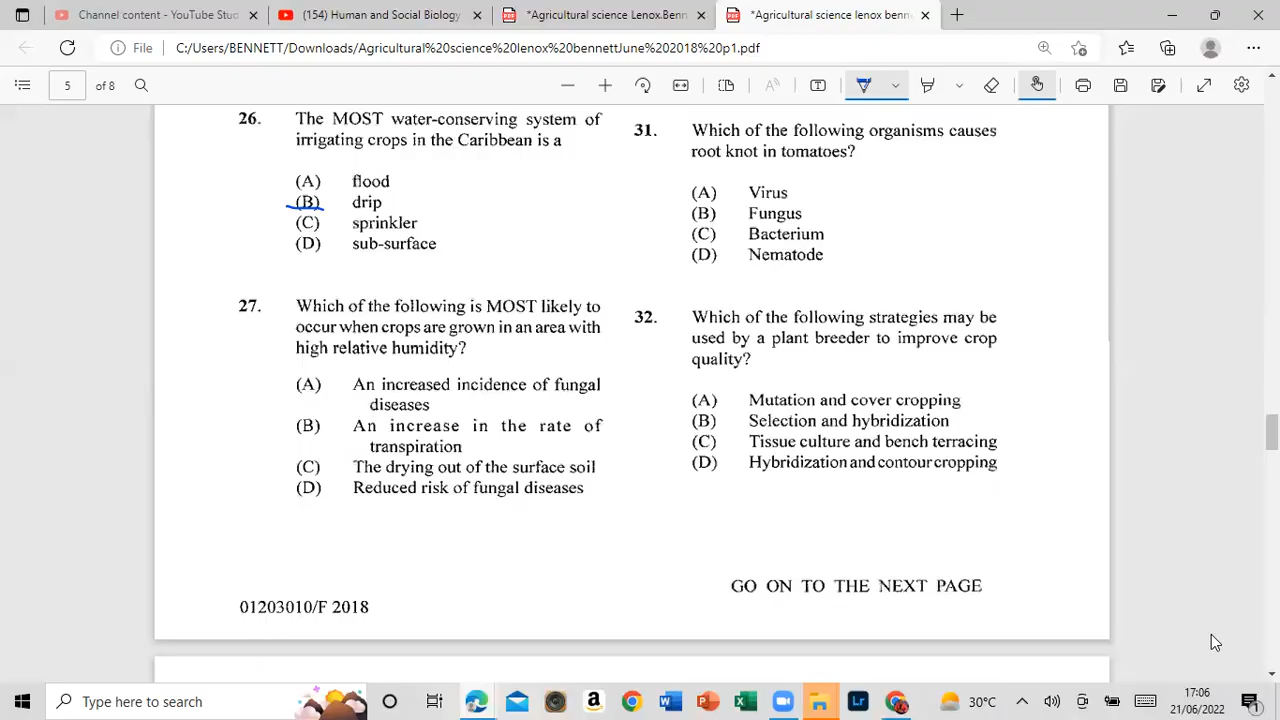 Channel content - YouTube
(154) MOST and Social Biology
*Agricultural science Lenox.Benn
*Agricultural science lenox benn
File
C:/Users/BENNETT/Downloads/Agricultural%20science%20lenox%20bennettJune%202018%20p1.pdf
5 of 8
26. The MOST water-conserving system of
irrigating crops in the Caribbean is a
(A) flood
(B) drip
(C) sprinkler
(D) sub-surface
27. Which of the following is MOST likely to
occur when crops are grown in an area with
high relative humidity?
(A) An increased incidence of fungal
diseases
(B) An increase in the rate of
transpiration
(C) The drying out of the surface soil
(D) Reduced risk of fungal diseases
01203010/F 2018
31. Which of the following organisms causes
root knot in tomatoes?
(A) Virus
(B) Fungus
(C) Bacterium
(D) Nematode
32. Which of the following strategies may be
used by a plant breeder to improve crop
quality?
(A) Mutation and cover cropping
(B) Selection and hybridization
(C) Tissue culture and bench terracing
(D) Hybridization and contour cropping
GO ON TO THE NEXT PAGE
Type here to search
30°C
17:06
21/06/2022